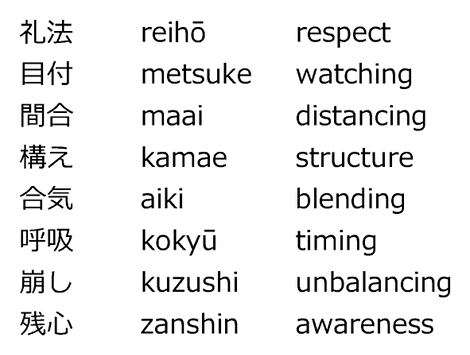 礼法 reihō respect
目付 metsuke watching
間合 maai distancing
構え kamae structure
合気 aiki blending
呼吸 kokyū timing
崩し kuzushi unbalancing
残心 zanshin awareness